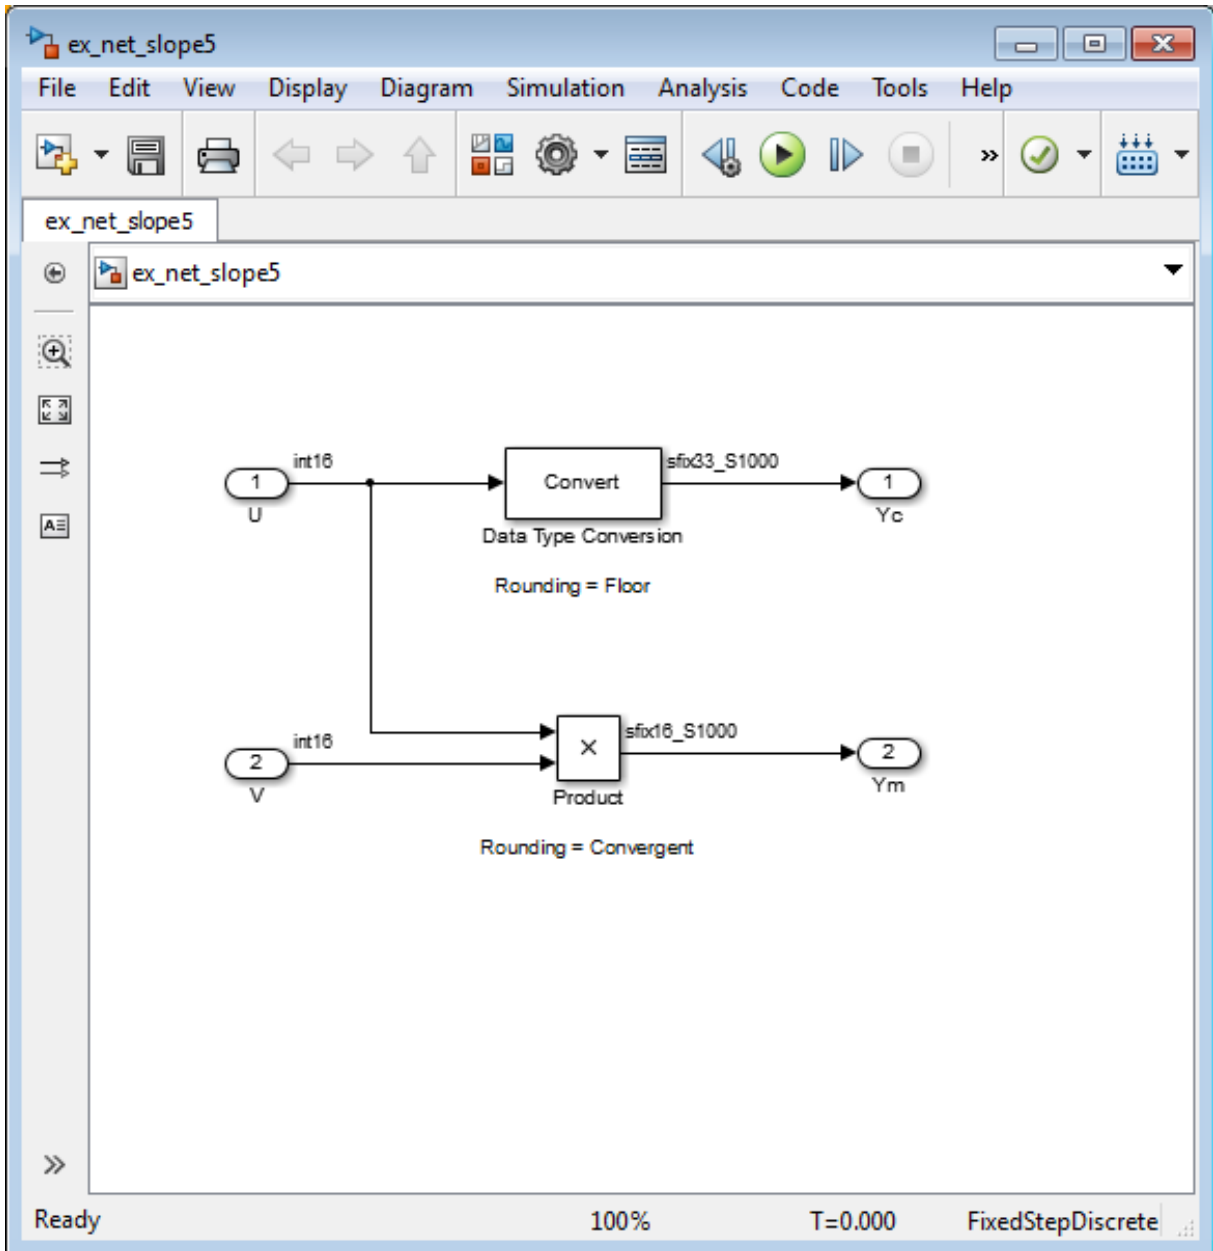 ex_net_slope5
File Edit View Display Diagram Simulation Analysis Code Tools Help
ex_net_slope5
ex_net_slope5
int16
1
U
Convert
Data Type Conversion
sfix33_S1000
1
Yc
Rounding = Floor
int16
2
V
×
Product
sfix16_S1000
2
Ym
Rounding = Convergent
Ready 100% T=0.000 FixedStepDiscrete